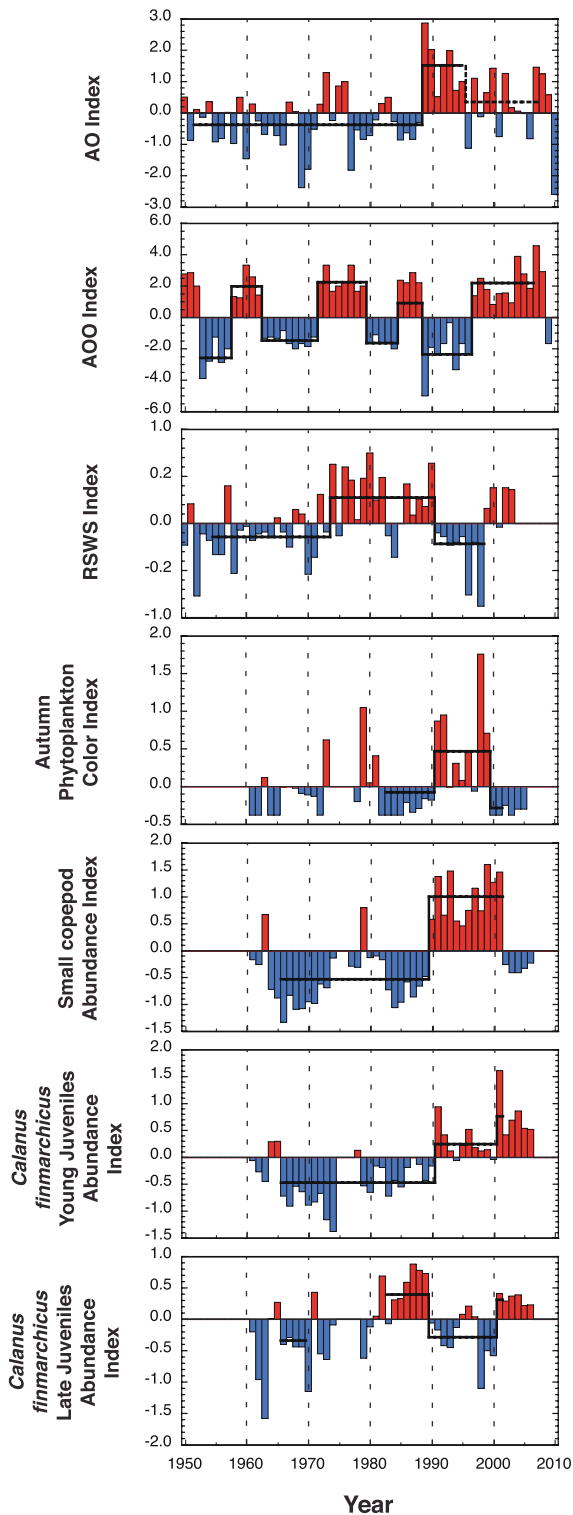 AO Index
3.0
2.0
1.0
0.0
-1.0
-2.0
-3.0
AOO Index
6.0
4.0
2.0
0.0
-2.0
-4.0
-6.0
RSWS Index
1.0
0.2
0.0
-0.2
-1.0
Autumn
Phytoplankton
Color Index
2.0
1.5
1.0
0.5
0.0
-0.5
Small copepod
Abundance Index
2.0
1.5
1.0
0.5
0.0
-0.5
-1.0
-1.5
Calanus
finmarchicus
Young Juveniles
Abundance
Index
2.0
1.5
1.0
0.5
0.0
-0.5
-1.0
-1.5
Calanus
finmarchicus
Late Juveniles
Abundance
Index
1.0
0.5
0.0
-0.5
-1.0
-1.5
-2.0
1950 1960 1970 1980 1990 2000 2010
Year